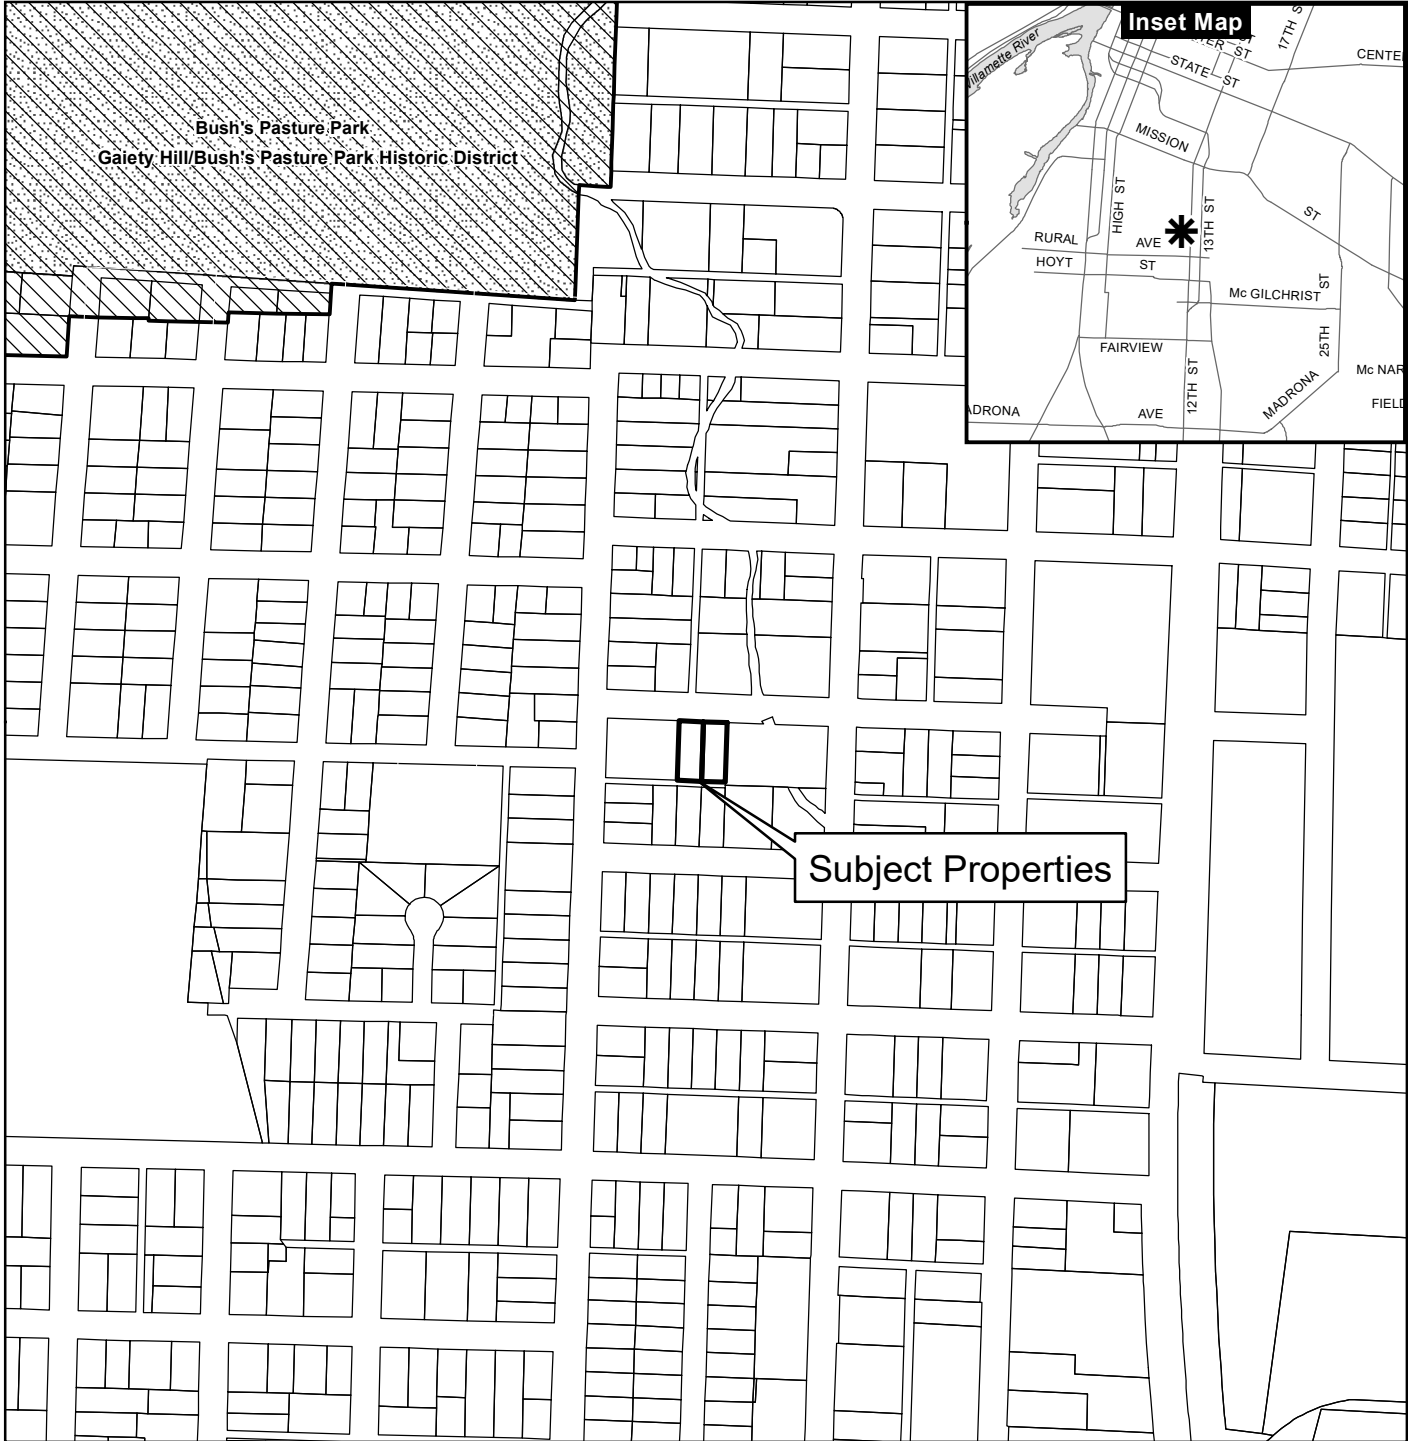 Bush's Pasture Park
Gaiety Hill/Bush's Pasture Park Historic District
Subject Properties
Inset Map
Willamette River
17TH ST
ST
CENTE
STATE ST
MISSION
ST
HIGH ST
13TH ST
RURAL AVE
HOYT ST
Mc GILCHRIST
ST
25TH
FAIRVIEW
12TH ST
MADRONA
Mc NAR
FIELD
ADRONA AVE